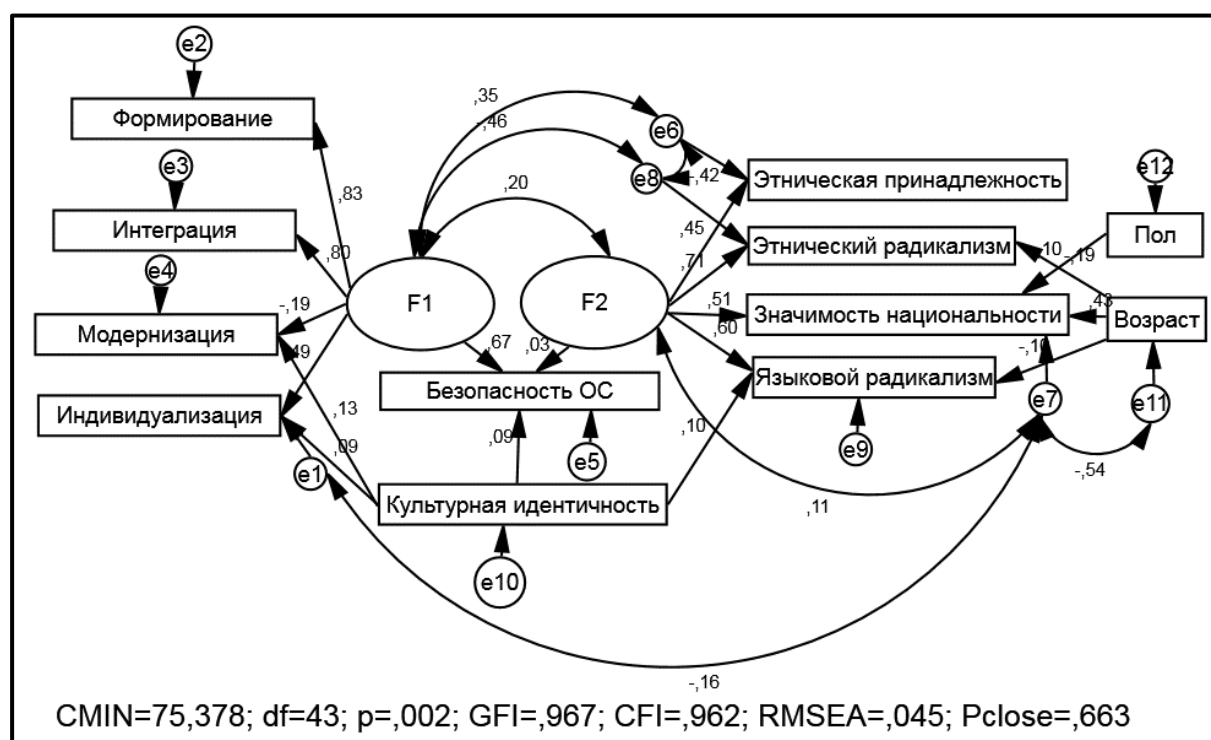 e2
Формирование
,35
-,46
e6
e3
e8
-,42
Этническая принадлежность
e12
,20
Интеграция
,83
,45
Этнический радикализм
Пол
e4
,80
,71
,10
-,19
F1
F2
-,19
,51
Значимость национальности
,43
Возраст
Модернизация
,60
,49
,67
,03
Языковой радикализм
-,10
Безопасность ОС
Индивидуализация
e7
e11
,13
,10
,09
,09
e9
e1
e5
-,54
Культурная идентичность
,11
e10
-,16
CMIN=75,378; df=43; p=,002; GFI=,967; CFI=,962; RMSEA=,045; Pclose=,663